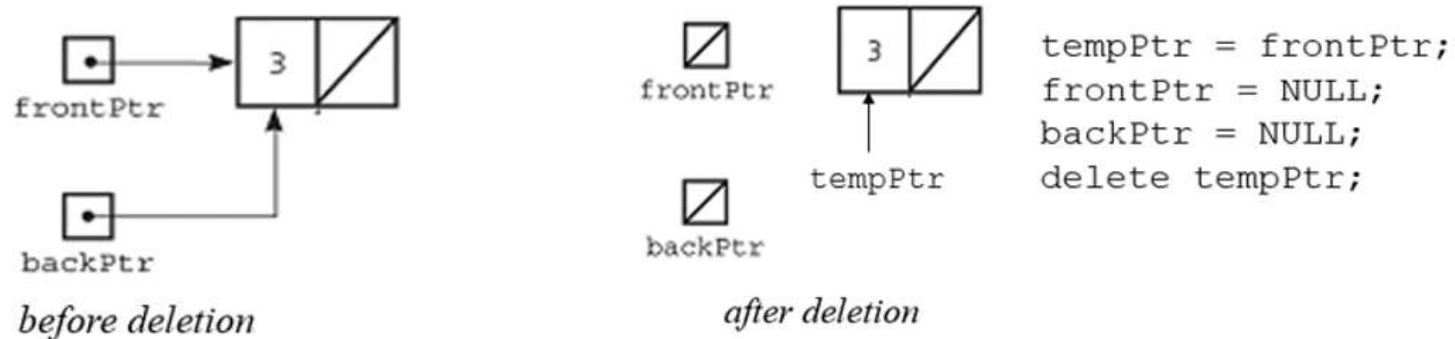 3
frontPtr
backPtr
before deletion
3
frontPtr
tempPtr
backPtr
after deletion
tempPtr = frontPtr;
frontPtr = NULL;
backPtr = NULL;
delete tempPtr;